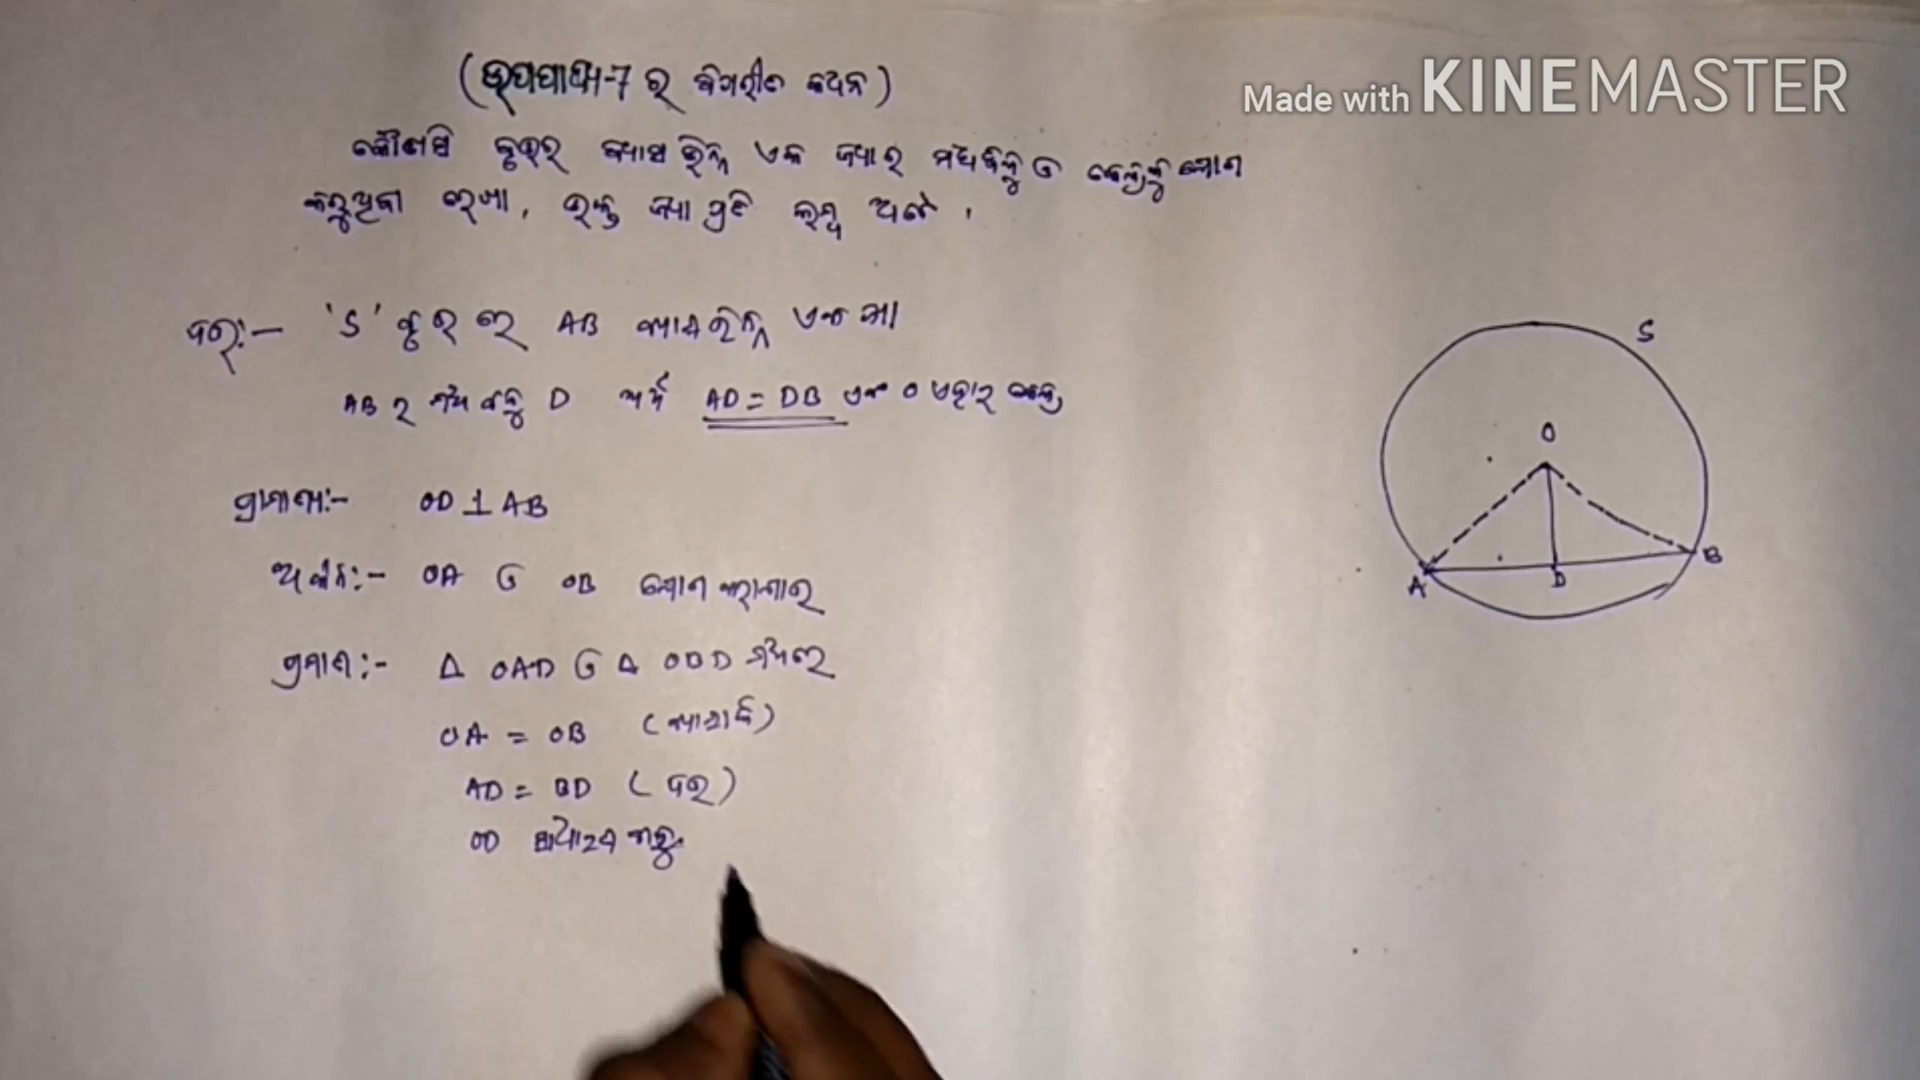 (ଉପପାଦ୍ୟ-7 ର ବିପରୀତ କଥନ)
Made with KINEMASTER
କୌଣସି ବୃତ୍ତର ବ୍ୟାସ ଭିନ୍ନ ଏକ ଜ୍ୟାର ମଧ୍ୟବିନ୍ଦୁ ଓ କେନ୍ଦ୍ରକୁ ଯୋଗ
କରୁଥିବା ରେଖା, ଉକ୍ତ ଜ୍ୟା ପ୍ରତି ଲମ୍ବ ଅଟେ ।
ଦତ୍ତ:- 'S' ବୃତ୍ତରେ AB ବ୍ୟାସଭିନ୍ନ ଏକ ଜ୍ୟା
AB ର ମଧ୍ୟ ବିନ୍ଦୁ D ଅର୍ଥାତ୍ AD = DB ଏବଂ O ଏହାର କେନ୍ଦ୍ର
ପ୍ରାମାଣ୍ୟ:- OD ⊥ AB
ଅଙ୍କନ:- OA ଓ OB ଯୋଗ କରାଗଲା
ପ୍ରମାଣ:- Δ OAD ଓ Δ OBD ମଧ୍ୟରେ
OA = OB (ବ୍ୟାସାର୍ଦ୍ଧ)
AD = BD (ଦତ୍ତ)
OD ସାଧାରଣ ବାହୁ
S
O
A
D
B